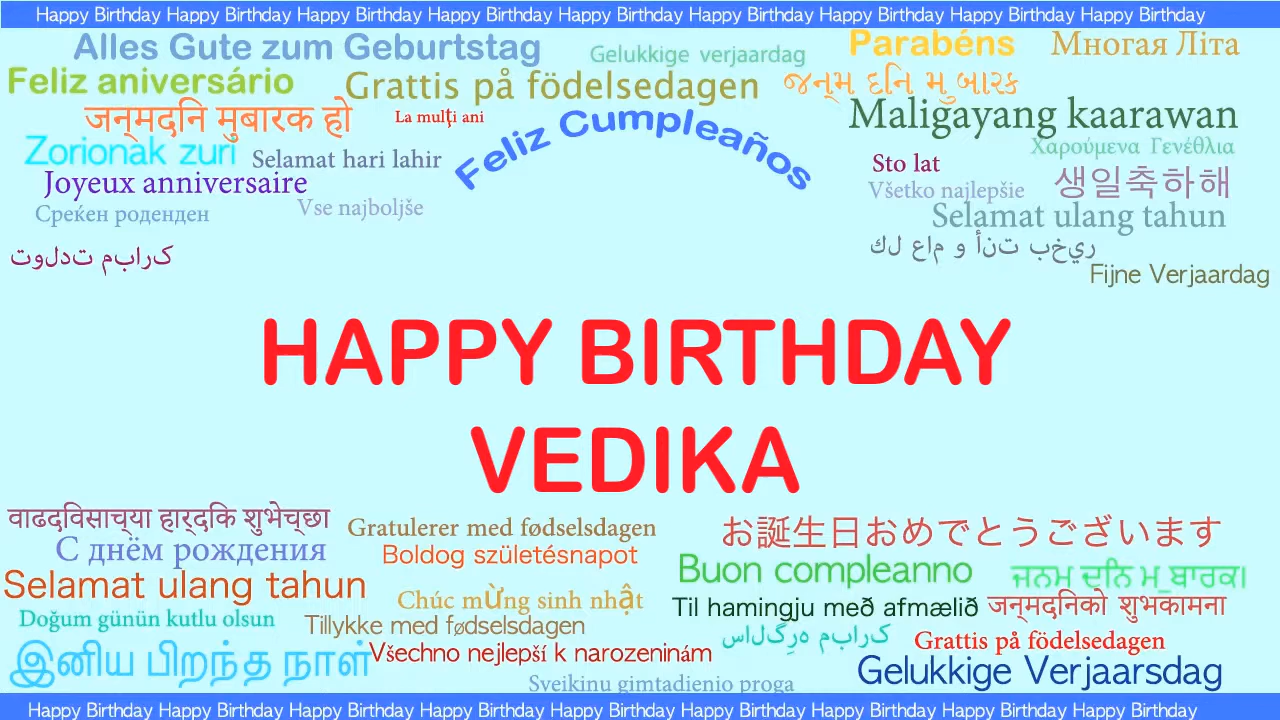 Happy Birthday Happy Birthday Happy Birthday Happy Birthday Happy Birthday Happy Birthday Happy Birthday Happy Birthday Happy Birthday
Alles Gute zum Geburtstag
Gelukkige verjaardag
Parabéns
Многая Літа
Feliz aniversário
Grattis på födelsedagen
જન્મ દિન મુબારક
जन्मदिन मुबारक हो
La mulţi ani
Feliz Cumpleaños
Maligayang kaarawan
Zorionak zuri
Selamat hari lahir
Χαρούμενα Γενέθλια
Sto lat
Joyeux anniversaire
Všetko najlepšie
생일축하해
Среќен роденден
Vse najboljše
Selamat ulang tahun
تولدت مبارک
كل عام و أنت بخير
Fijne Verjaardag
HAPPY BIRTHDAY
VEDIKA
वाढदिवसाच्या हार्दिक शुभेच्छा
Gratulerer med fødselsdagen
お誕生日おめでとうございます
С днём рождения
Boldog születésnapot
Buon compleanno
ਜਨਮ ਦਿਨ ਮੁਬਾਰਕ।
Selamat ulang tahun
Chúc mừng sinh nhật
Til hamingju með afmælið
जन्मदिनको शुभकामना
Doğum günün kutlu olsun
Tillykke med fødselsdagen
سالگِرہ مبارک
Grattis på födelsedagen
இனிய பிறந்த நாள்
Všechno nejlepší k narozeninám
Gelukkige Verjaarsdag
Sveikinu gimtadienio proga
Happy Birthday Happy Birthday Happy Birthday Happy Birthday Happy Birthday Happy Birthday Happy Birthday Happy Birthday Happy Birthday